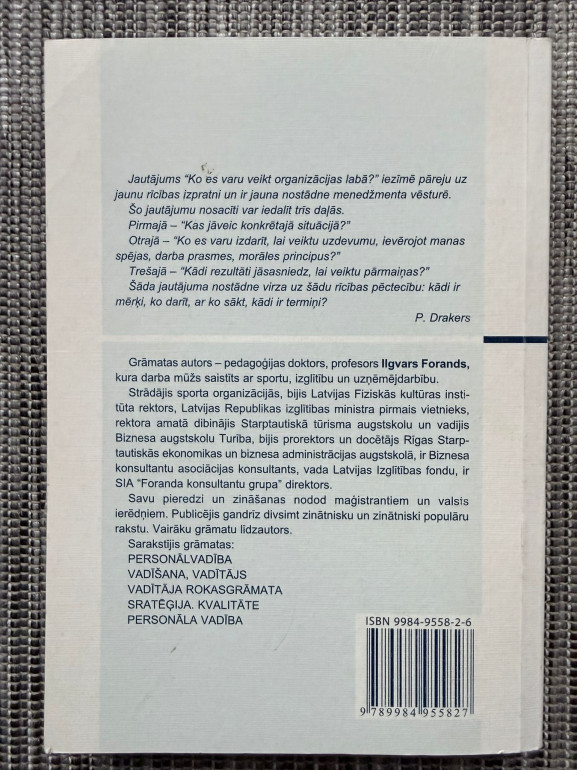 Jautājums “Ko es varu veikt organizācijas labā?” iezīmē pāreju uz
jaunu rīcības izpratni un ir jauna nostādne menedžmenta vēsturē.
Šo jautājumu nosacīti var iedalīt trīs daļās.
Pirmajā – “Kas jāveic konkrētajā situācijā?”
Otrajā – “Ko es varu izdarīt, lai veiktu uzdevumu, ievērojot manas
spējas, darba prasmes, morāles principus?”
Trešajā – “Kādi rezultāti jāsasniedz, lai veiktu pārmaiņas?”
Šāda jautājuma nostādne virza uz šādu rīcības pēctecību: kādi ir
mērķi, ko darīt, ar ko sākt, kādi ir termiņi?
P. Drakers
Grāmatas autors – pedagoģijas doktors, profesors Ilgvars Forands,
kura darba mūžs saistīts ar sportu, izglītību un uzņēmējdarbību.
Strādājis sporta organizācijās, bijis Latvijas Fiziskās kultūras insti-
tūta rektors, Latvijas Republikas izglītības ministra pirmais vietnieks,
rektora amatā dibinājis Starptautiskā tūrisma augstskolu un vadījis
Biznesa augstskolu Turība, bijis prorektors un docētājs Rīgas Starp-
tautiskās ekonomikas un biznesa administrācijas augstskolā, ir Biznesa
konsultantu asociācijas konsultants, vada Latvijas Izglītības fondu, ir
SIA “Foranda konsultantu grupa” direktors.
Savu pieredzi un zināšanas nodod maģistrantiem un valsts
ierēdņiem. Publicējis gandrīz divsimt zinātnisku un zinātniski populāru
rakstu. Vairāku grāmatu līdzautors.
Sarakstījis grāmatas:
PERSONĀLVADĪBA
VADĪŠANA, VADĪTĀJS
VADĪTĀJA ROKASGRĀMATA
SRATĒĢIJA. KVALITĀTE
PERSONĀLA VADĪBA
ISBN 9984-9558-2-6
9 789984 955827